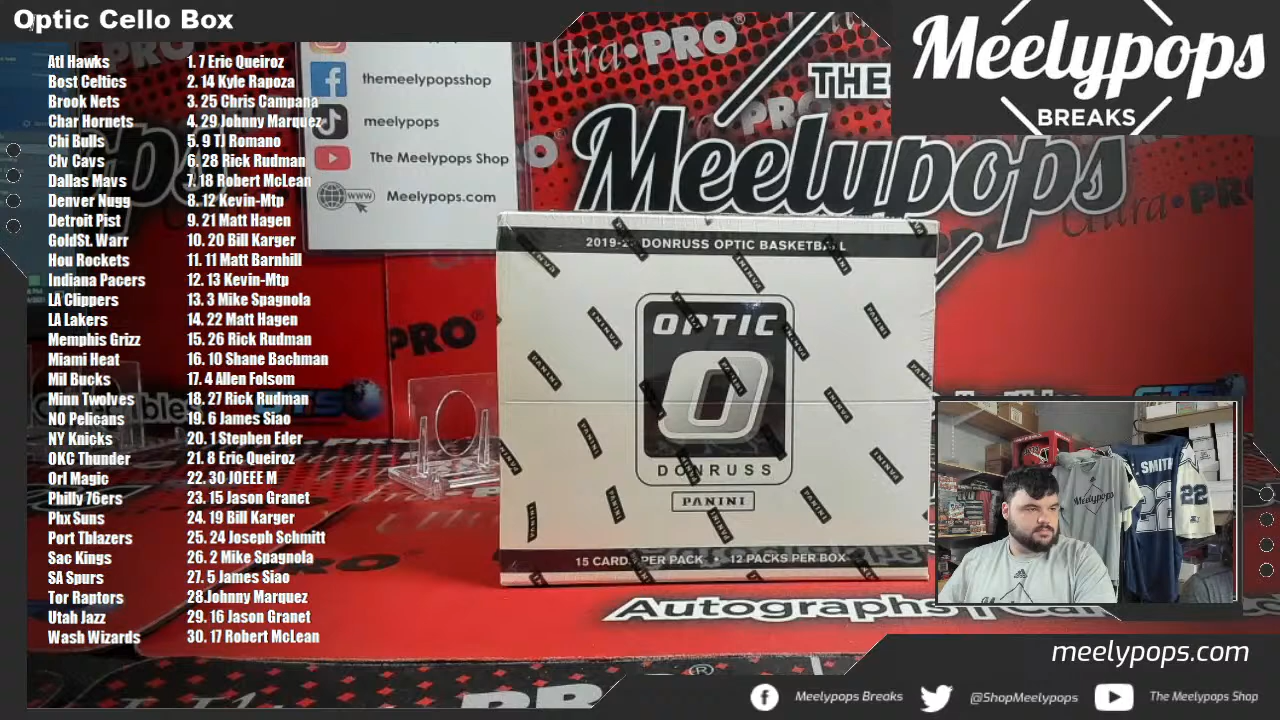 Optic Cello Box
Atl Hawks 1. 7 Eric Queiroz
Bost Celtics 2. 14 Kyle Rapoza
Brook Nets 3. 25 Chris Campana
Char Hornets 4. 29 Johnny Marquez
Chi Bulls 5. 9 TJ Romano
Clv Cavs 6. 28 Rick Rudman
Dallas Mavs 7. 18 Robert McLean
Denver Nugg 8. 12 Kevin-Mtp
Detroit Pist 9. 21 Matt Hagen
GoldSt. Warr 10. 20 Bill Karger
Hou Rockets 11. 11 Matt Barnhill
Indiana Pacers 12. 13 Kevin-Mtp
LA Clippers 13. 3 Mike Spagnola
LA Lakers 14. 22 Matt Hagen
Memphis Grizz 15. 26 Rick Rudman
Miami Heat 16. 10 Shane Bachman
Mil Bucks 17. 4 Allen Folsom
Minn Twolves 18. 27 Rick Rudman
NO Pelicans 19. 6 James Siao
NY Knicks 20. 1 Stephen Eder
OKC Thunder 21. 8 Eric Queiroz
Orl Magic 22. 30 JOEEE M
Philly 76ers 23. 15 Jason Granet
Phx Suns 24. 19 Bill Karger
Port Tblazers 25. 24 Joseph Schmitt
Sac Kings 26. 2 Mike Spagnola
SA Spurs 27. 5 James Siao
Tor Raptors 28.Johnny Marquez
Utah Jazz 29. 16 Jason Granet
Wash Wizards 30. 17 Robert McLean
themeelypopsshop
meelypops
The Meelypops Shop
www
Meelypops.com
Ultra•PRO®
THE
Meelypops
Meelypops
BREAKS
DONRUSS OPTIC BASKETBALL
OPTIC
O
DONRUSS
PANINI
15 CARDS PER PACK • 12 PACKS PER BOX
PRO
Autographs
SMITH
22
22
Meelypops
meelypops.com
Meelypops Breaks
@ShopMeelypops
The Meelypops Shop